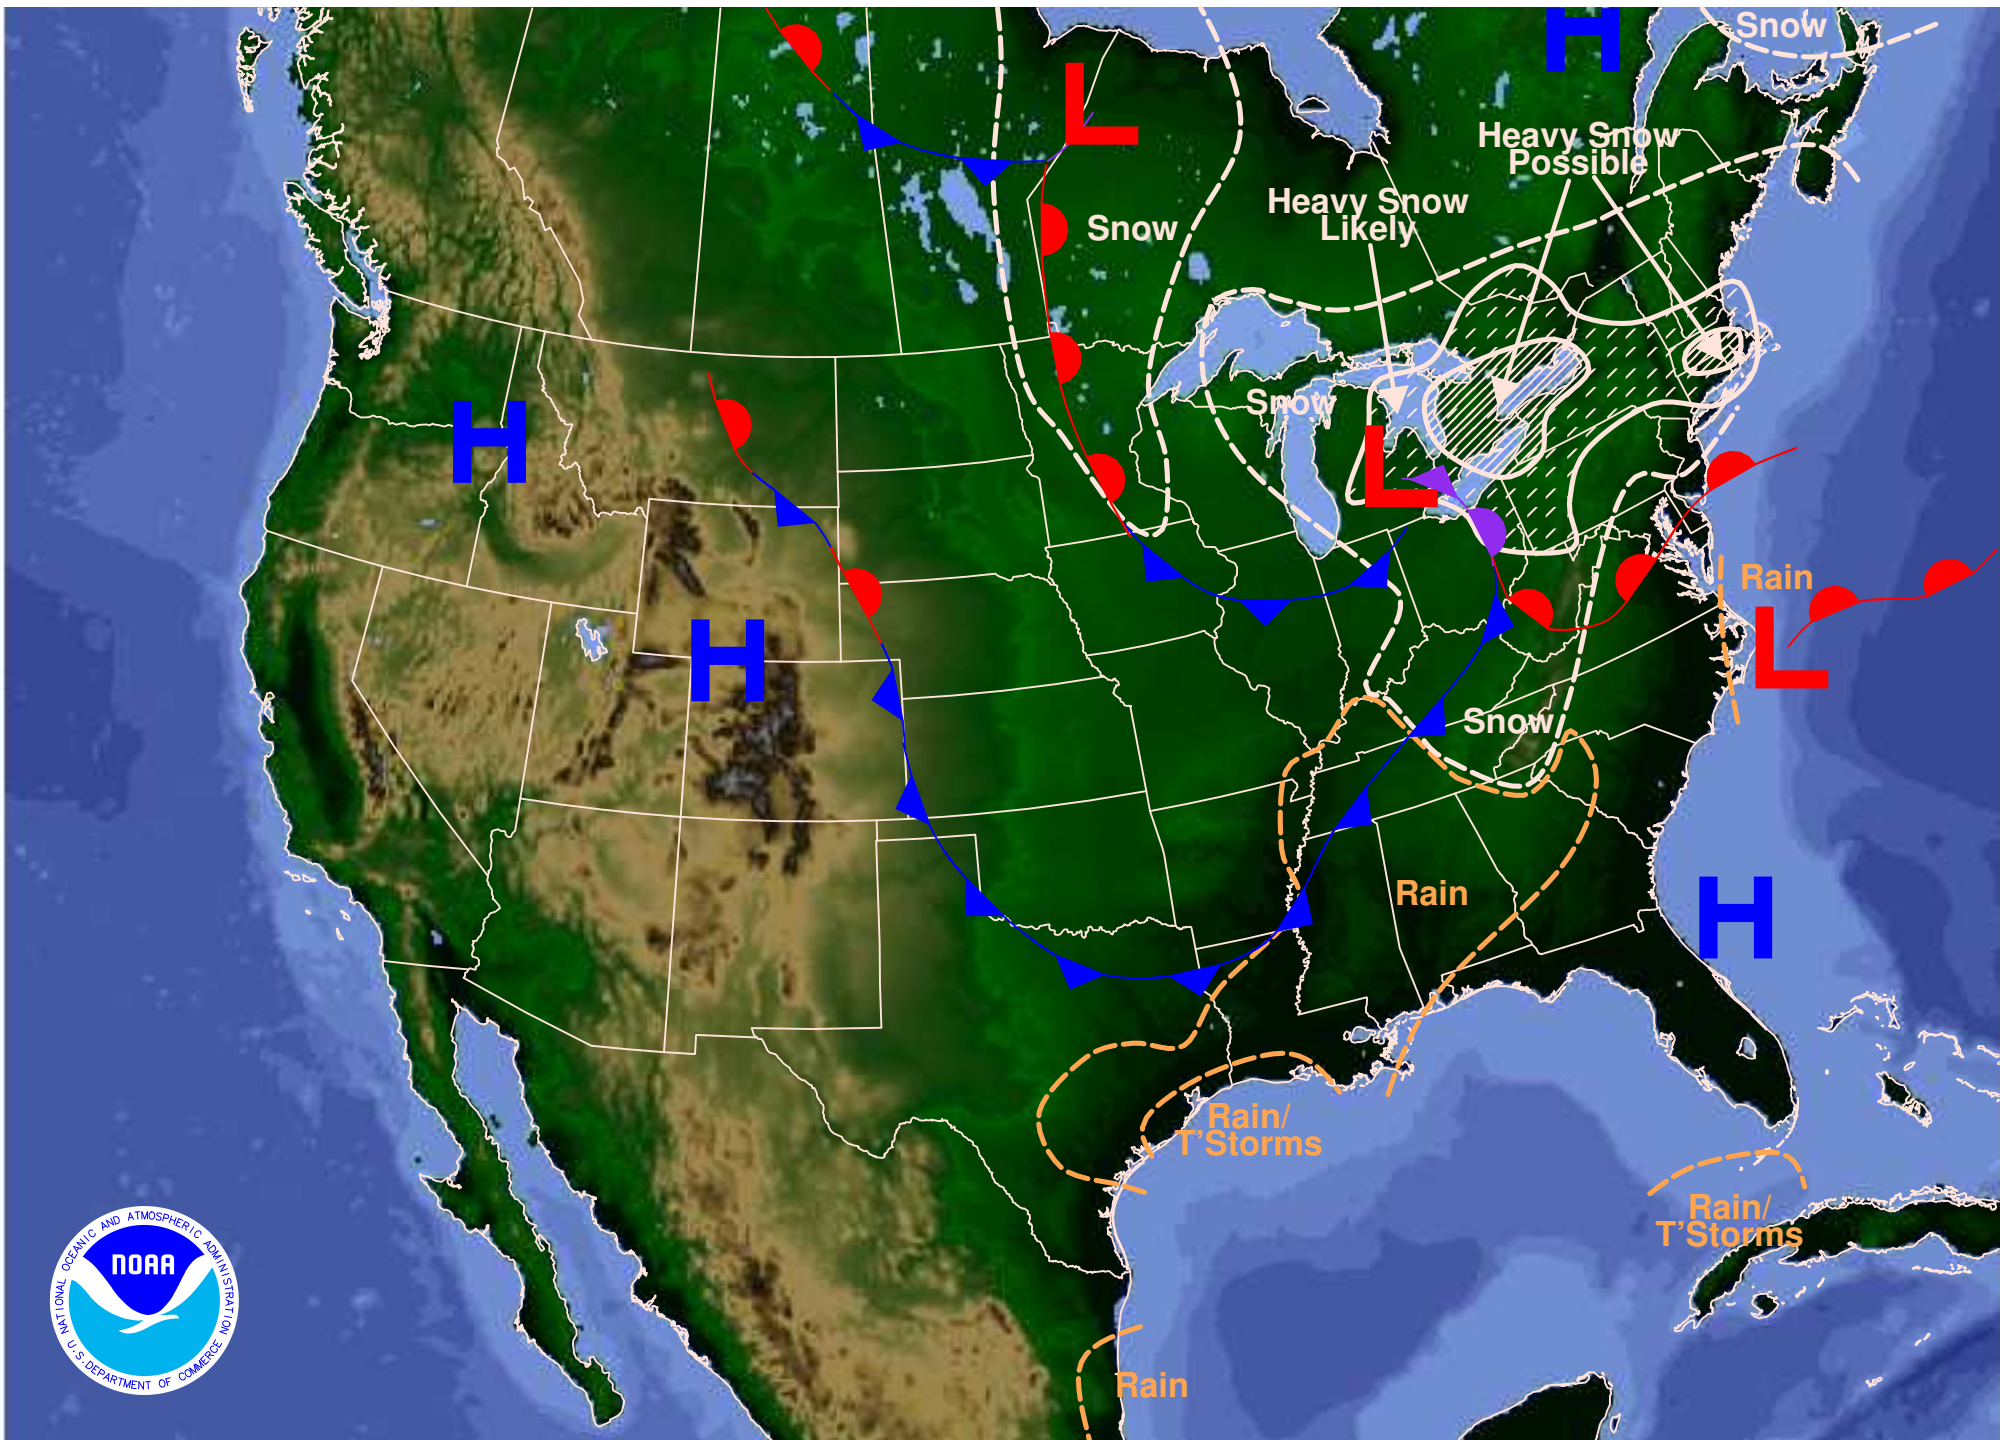 H
Snow
L
Heavy Snow
Possible
Heavy Snow
Likely
Snow
H
Snow
L
Rain
H
L
Snow
Rain
H
Rain/
T'Storms
Rain/
T'Storms
Rain
NATIONAL OCEANIC AND ATMOSPHERIC ADMINISTRATION
NOAA
U.S. DEPARTMENT OF COMMERCE